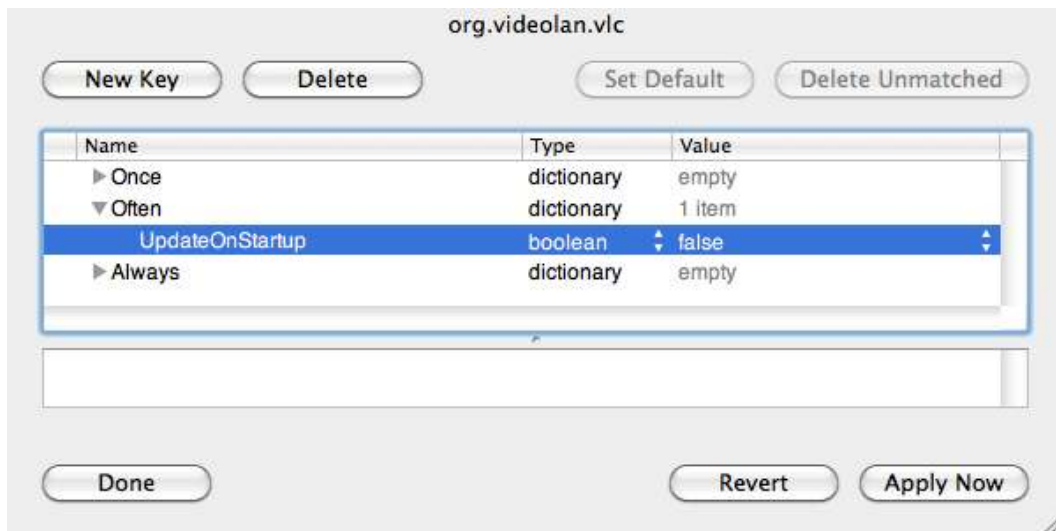 org.videolan.vlc
New Key Delete Set Default Delete Unmatched
Name Type Value
Once dictionary empty
Often dictionary 1 item
UpdateOnStartup boolean false
Always dictionary empty
Done Revert Apply Now